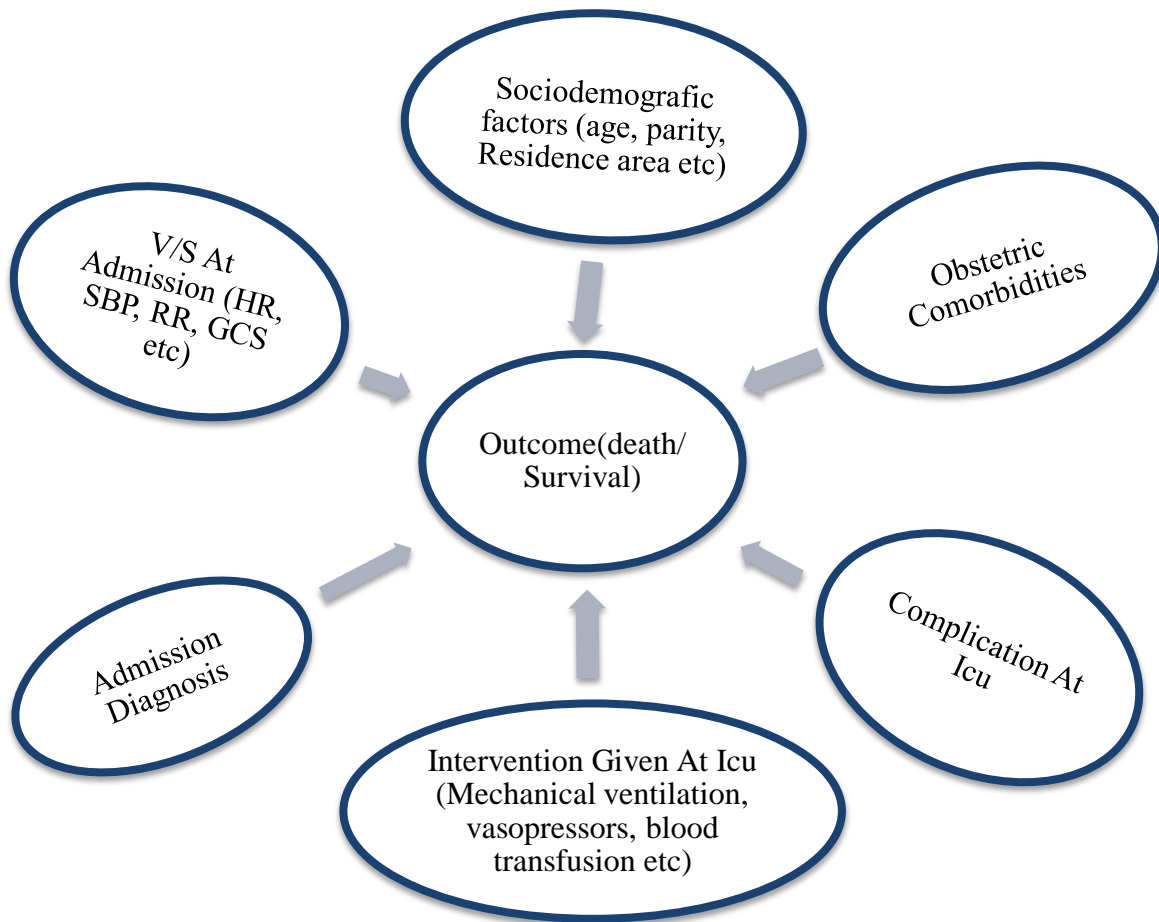 Sociodemografic
factors (age, parity,
Residence area etc)
V/S At
Admission (HR,
SBP, RR, GCS
etc)
Obstetric
Comorbidities
Outcome(death/
Survival)
Admission
Diagnosis
Complication At
Icu
Intervention Given At Icu
(Mechanical ventilation,
vasopressors, blood
transfusion etc)